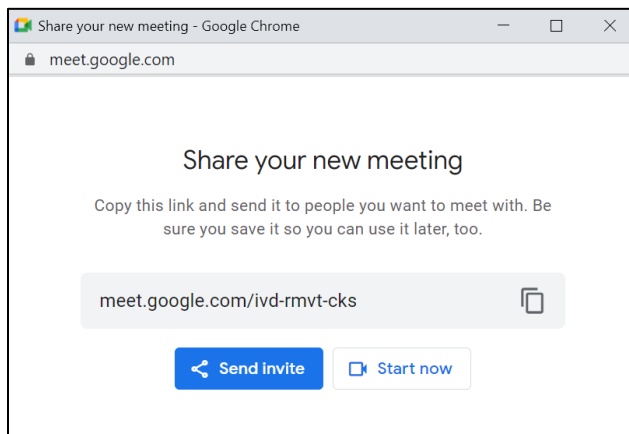 Share your new meeting - Google Chrome
meet.google.com
Share your new meeting
Copy this link and send it to people you want to meet with. Be
sure you save it so you can use it later, too.
meet.google.com/ivd-rmvt-cks
Send invite
Start now